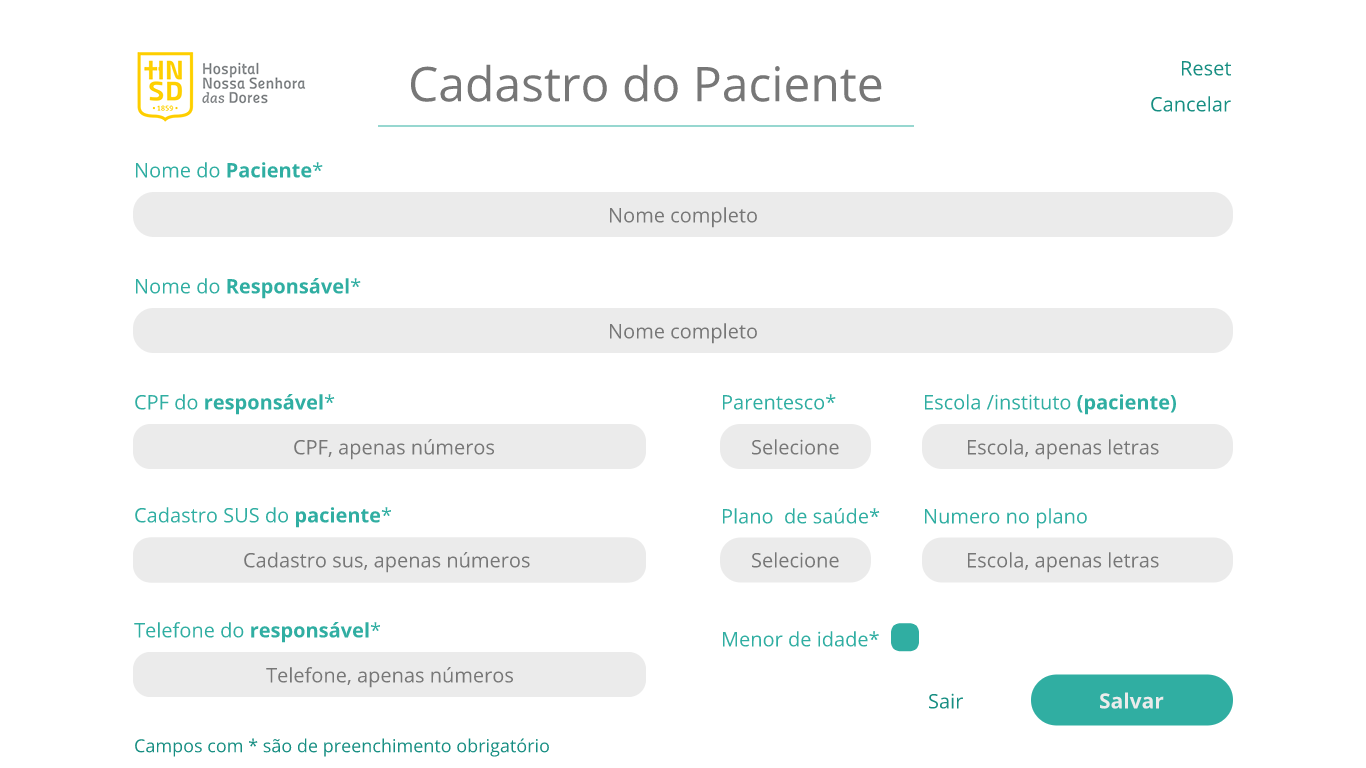 HN
SD
•1859•
Hospital
Nossa Senhora
das Dores
Cadastro do Paciente
Reset
Cancelar
Nome do Paciente*
Nome completo
Nome do Responsável*
Nome completo
CPF do responsável*
Parentesco*
Escola /instituto (paciente)
CPF, apenas números
Selecione
Escola, apenas letras
Cadastro SUS do paciente*
Plano  de saúde*
Numero no plano
Cadastro sus, apenas números
Selecione
Escola, apenas letras
Telefone do responsável*
Menor de idade*
Telefone, apenas números
Sair
Salvar
Campos com * são de preenchimento obrigatório